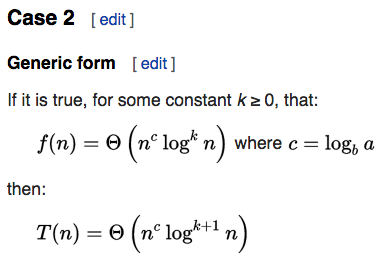 Case 2 [edit]
Generic form [edit]
If it is true, for some constant k ≥ 0, that:
f(n) = Θ (n^c log^k n) where c = log_b a
then:
T(n) = Θ (n^c log^{k+1} n)